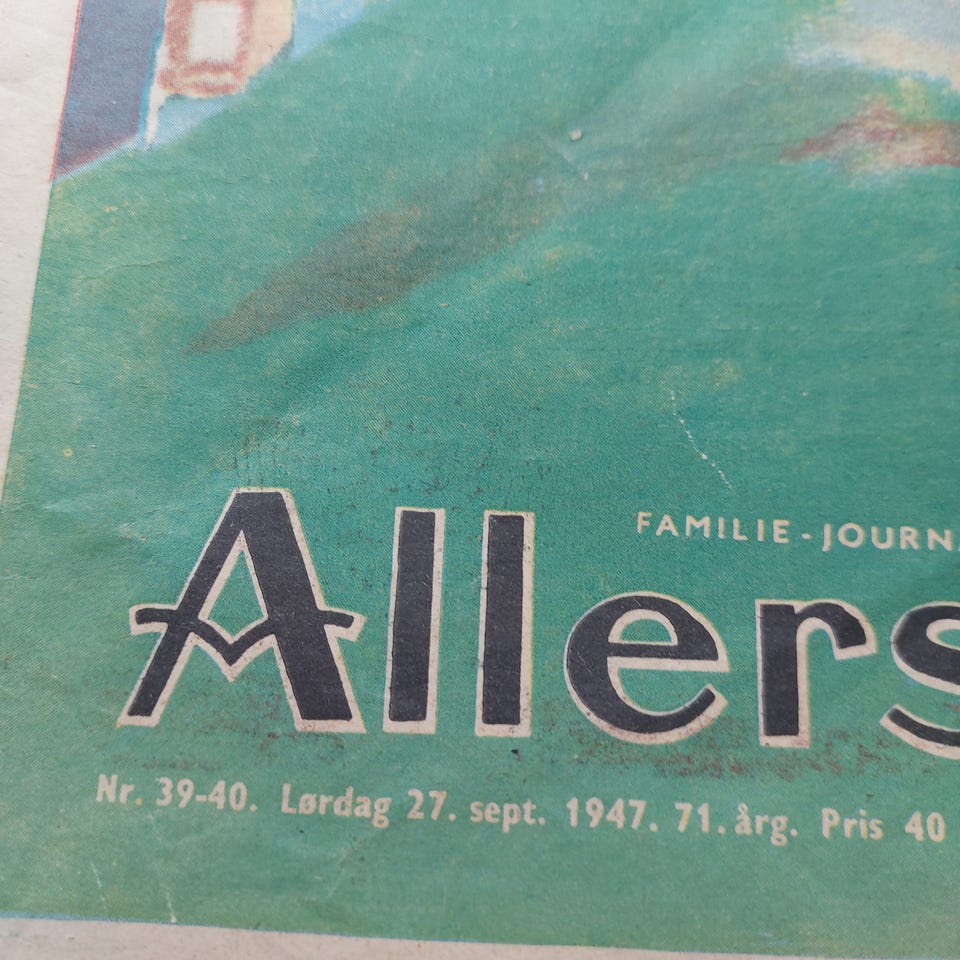 FAMILIE - JOURN
Allers
Nr. 39-40. Lørdag 27. sept. 1947. 71. årg. Pris 40